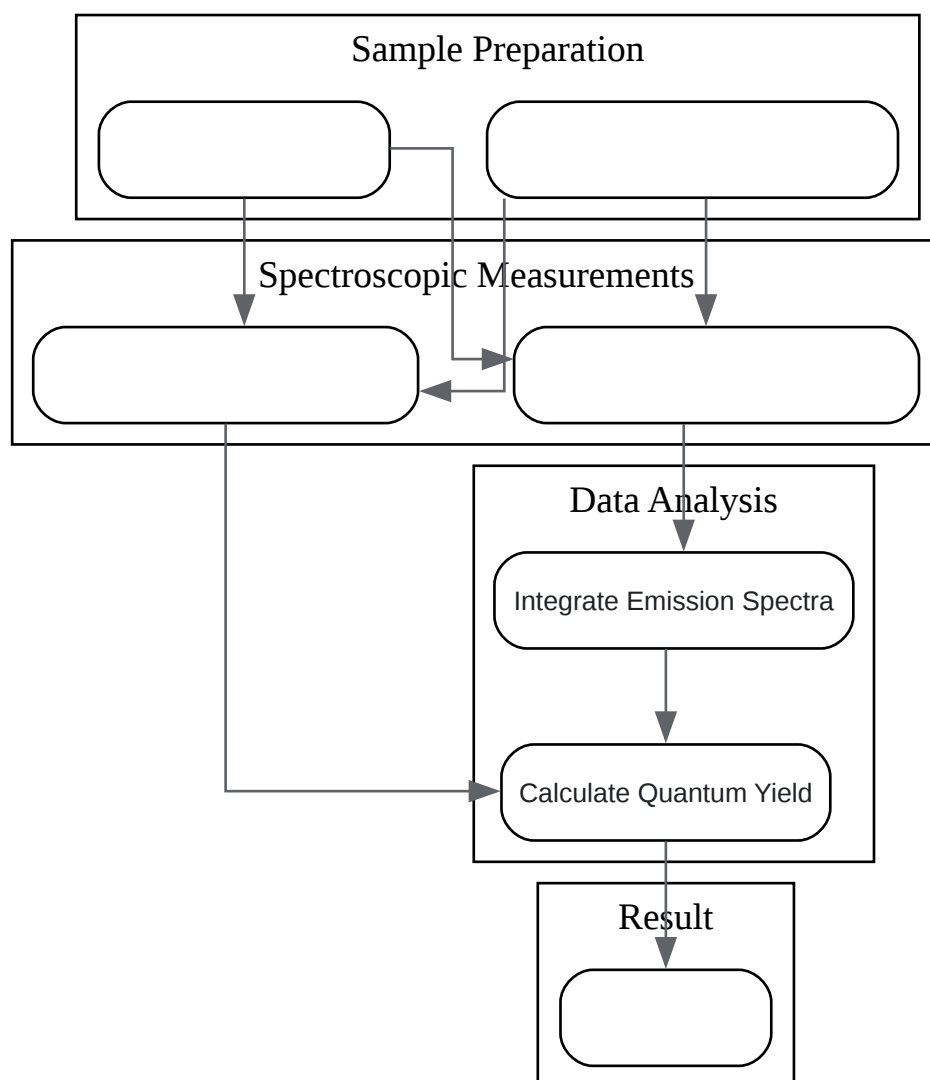 Sample Preparation
Spectroscopic Measurements
Data Analysis
Integrate Emission Spectra
Calculate Quantum Yield
Result